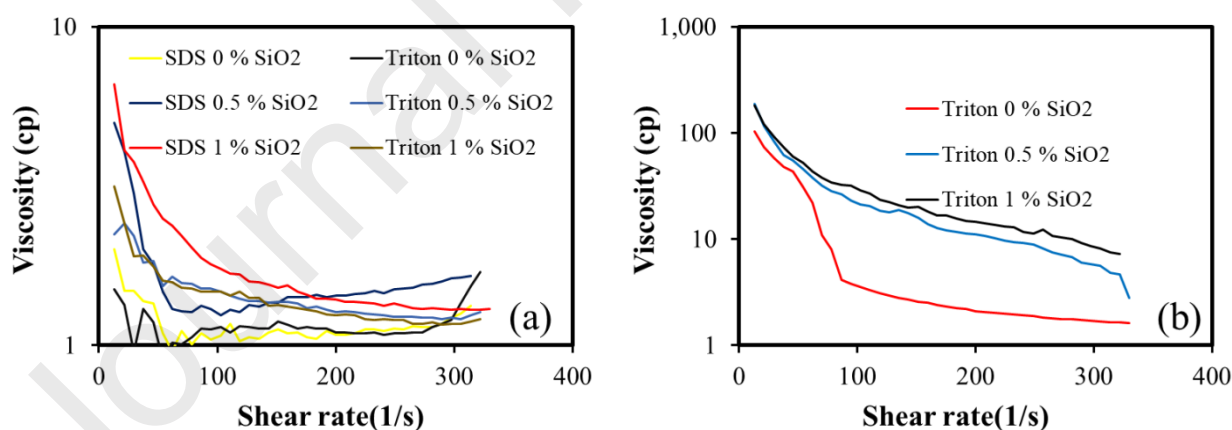 10
SDS 0 % SiO2
Triton 0 % SiO2
SDS 0.5 % SiO2
Triton 0.5 % SiO2
SDS 1 % SiO2
Triton 1 % SiO2
Viscosity (cp)
(a)
1
0
100
200
300
400
Shear rate(1/s)
1,000
Triton 0 % SiO2
100
Triton 0.5 % SiO2
Triton 1 % SiO2
Viscosity (cp)
10
(b)
1
0
100
200
300
400
Shear rate(1/s)
Journal